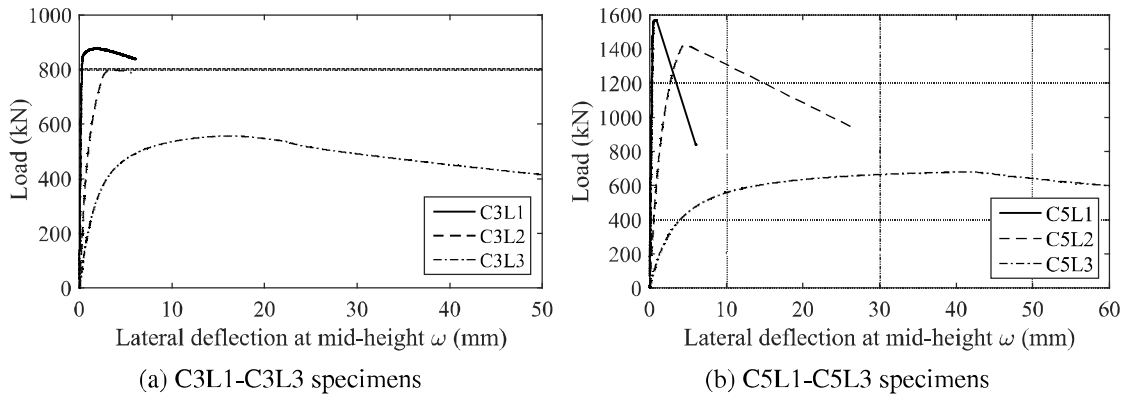 1000
800
600
400
200
0
Load (kN)
C3L1
C3L2
C3L3
0 10 20 30 40 50
Lateral deflection at mid-height ω (mm)
(a) C3L1-C3L3 specimens
1600
1400
1200
1000
800
600
400
200
0
Load (kN)
C5L1
C5L2
C5L3
0 10 20 30 40 50 60
Lateral deflection at mid-height ω (mm)
(b) C5L1-C5L3 specimens